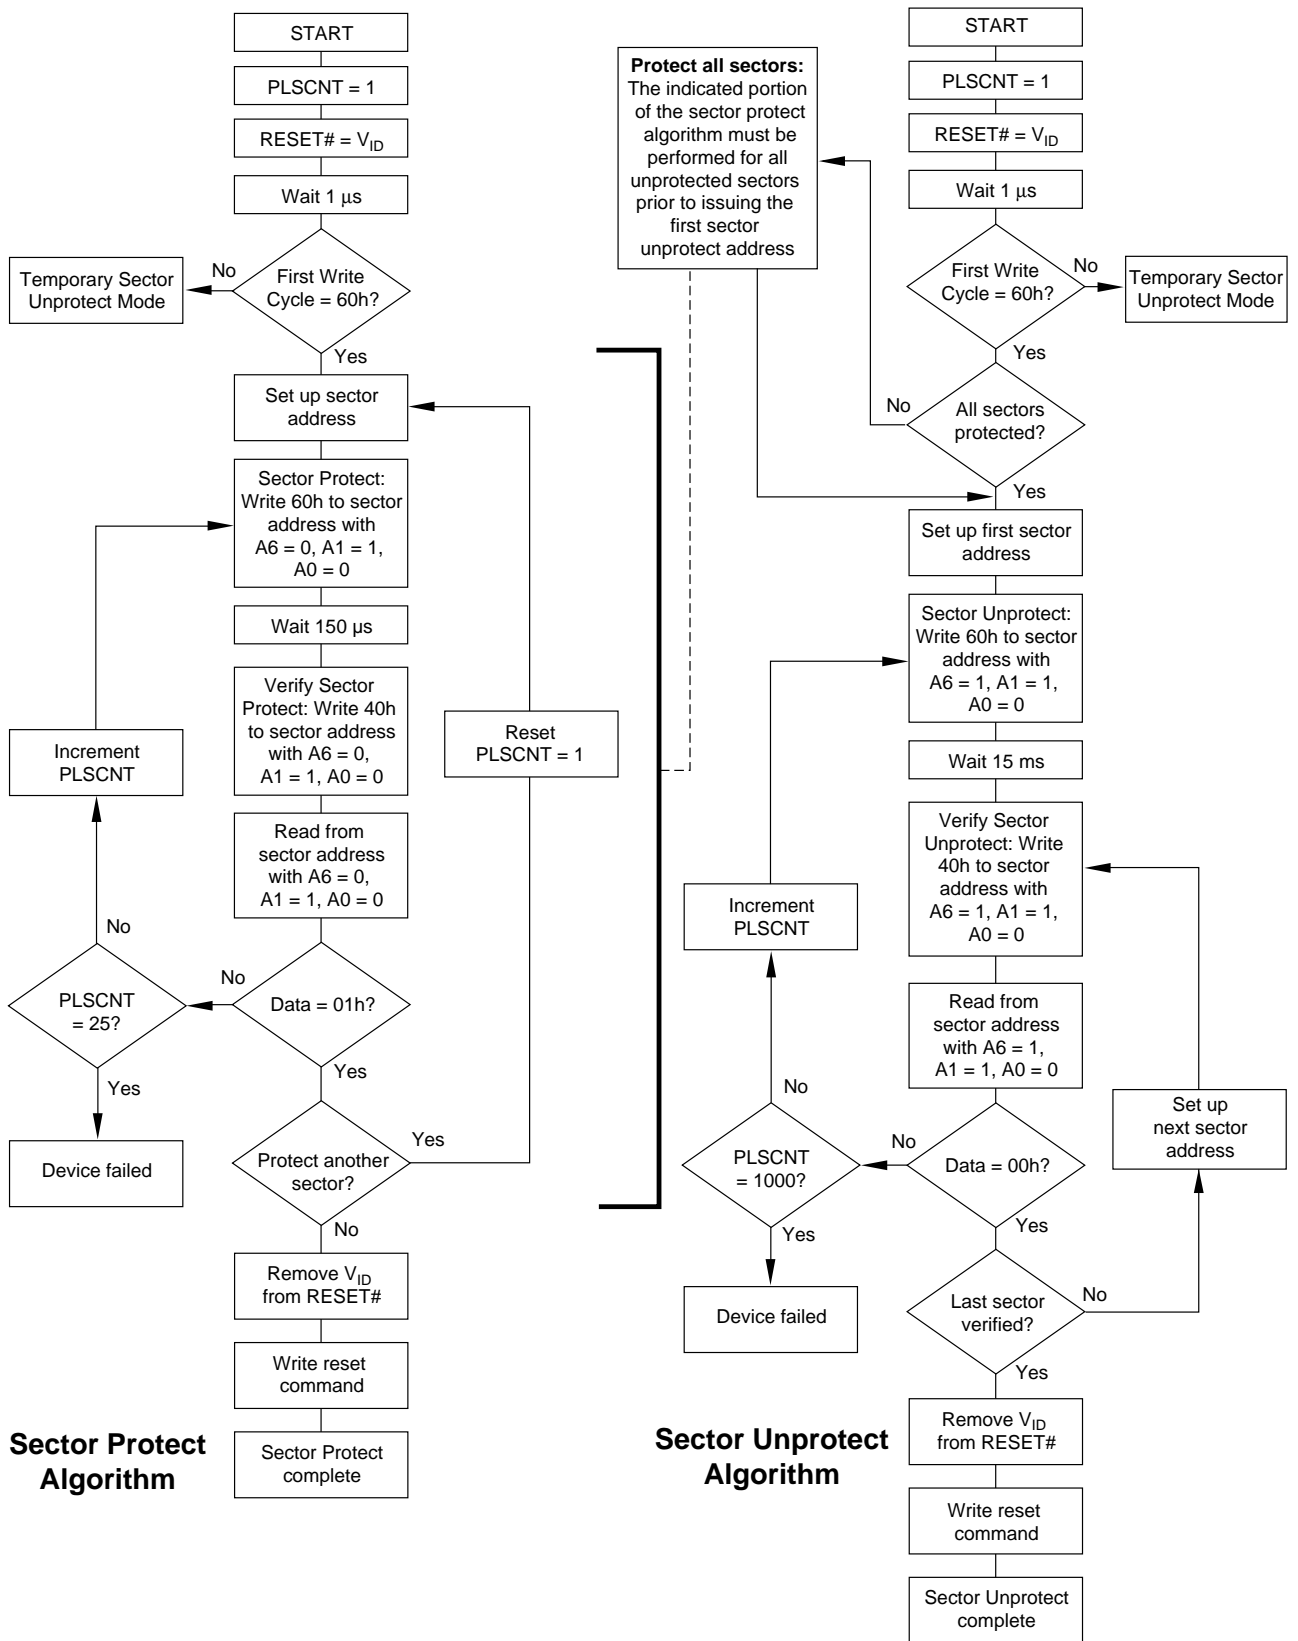 START
PLSCNT = 1
RESET# = VID
Wait 1 μs
First Write
Cycle = 60h?
No
Temporary Sector
Unprotect Mode
Yes
Set up sector
address
Sector Protect:
Write 60h to sector
address with
A6 = 0, A1 = 1,
A0 = 0
Wait 150 µs
Verify Sector
Protect: Write 40h
to sector address
with A6 = 0,
A1 = 1, A0 = 0
Reset
PLSCNT = 1
Increment
PLSCNT
Read from
sector address
with A6 = 0,
A1 = 1, A0 = 0
No
PLSCNT
= 25?
No
Data = 01h?
Yes
Yes
Device failed
Protect another
sector?
Yes
No
Remove VID
from RESET#
Write reset
command
Sector Protect
complete
Sector Protect
Algorithm
Protect all sectors:
The indicated portion
of the sector protect
algorithm must be
performed for all
unprotected sectors
prior to issuing the
first sector
unprotect address
START
PLSCNT = 1
RESET# = VID
Wait 1 μs
First Write
Cycle = 60h?
No
Temporary Sector
Unprotect Mode
Yes
No
All sectors
protected?
Yes
Set up first sector
address
Sector Unprotect:
Write 60h to sector
address with
A6 = 1, A1 = 1,
A0 = 0
Wait 15 ms
Verify Sector
Unprotect: Write
40h to sector
address with
A6 = 1, A1 = 1,
A0 = 0
Increment
PLSCNT
Read from
sector address
with A6 = 1,
A1 = 1, A0 = 0
No
PLSCNT
= 1000?
No
Data = 00h?
Set up
next sector
address
Yes
Yes
Device failed
Last sector
verified?
No
Yes
Remove VID
from RESET#
Write reset
command
Sector Unprotect
complete
Sector Unprotect
Algorithm